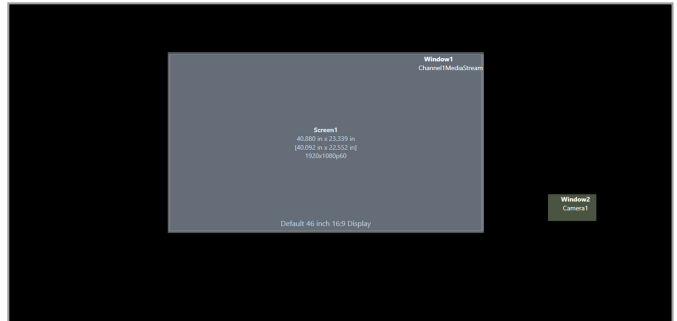 Window1
Channel1MediaStream
Screen1
40.880 in x 23.339 in
[40.092 in x 22.552 in]
1920x1080p60
Window2
Camera1
Default 46 inch 16:9 Display